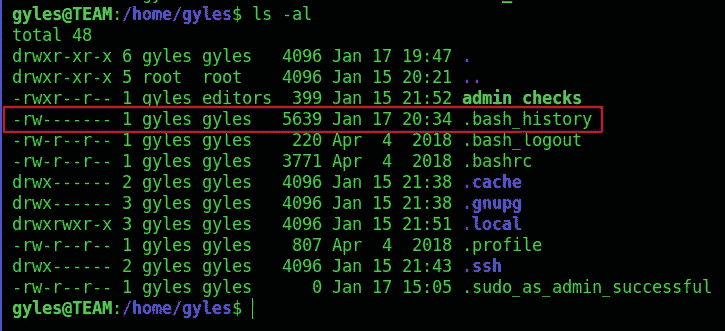 gyles@TEAM:/home/gyles$ ls -al
total 48
drwxr-xr-x 6 gyles gyles   4096 Jan 17 19:47 .
drwxr-xr-x 5 root  root    4096 Jan 15 20:21 ..
-rwxr--r-- 1 gyles editors  399 Jan 15 21:52 admin_checks
-rw------- 1 gyles gyles   5639 Jan 17 20:34 .bash_history
-rw-r--r-- 1 gyles gyles    220 Apr  4  2018 .bash_logout
-rw-r--r-- 1 gyles gyles   3771 Apr  4  2018 .bashrc
drwx------ 2 gyles gyles   4096 Jan 15 21:38 .cache
drwx------ 3 gyles gyles   4096 Jan 15 21:38 .gnupg
drwxrwxr-x 3 gyles gyles   4096 Jan 15 21:51 .local
-rw-r--r-- 1 gyles gyles    807 Apr  4  2018 .profile
drwx------ 2 gyles gyles   4096 Jan 15 21:43 .ssh
-rw-r--r-- 1 gyles gyles      0 Jan 17 15:05 .sudo_as_admin_successful
gyles@TEAM:/home/gyles$